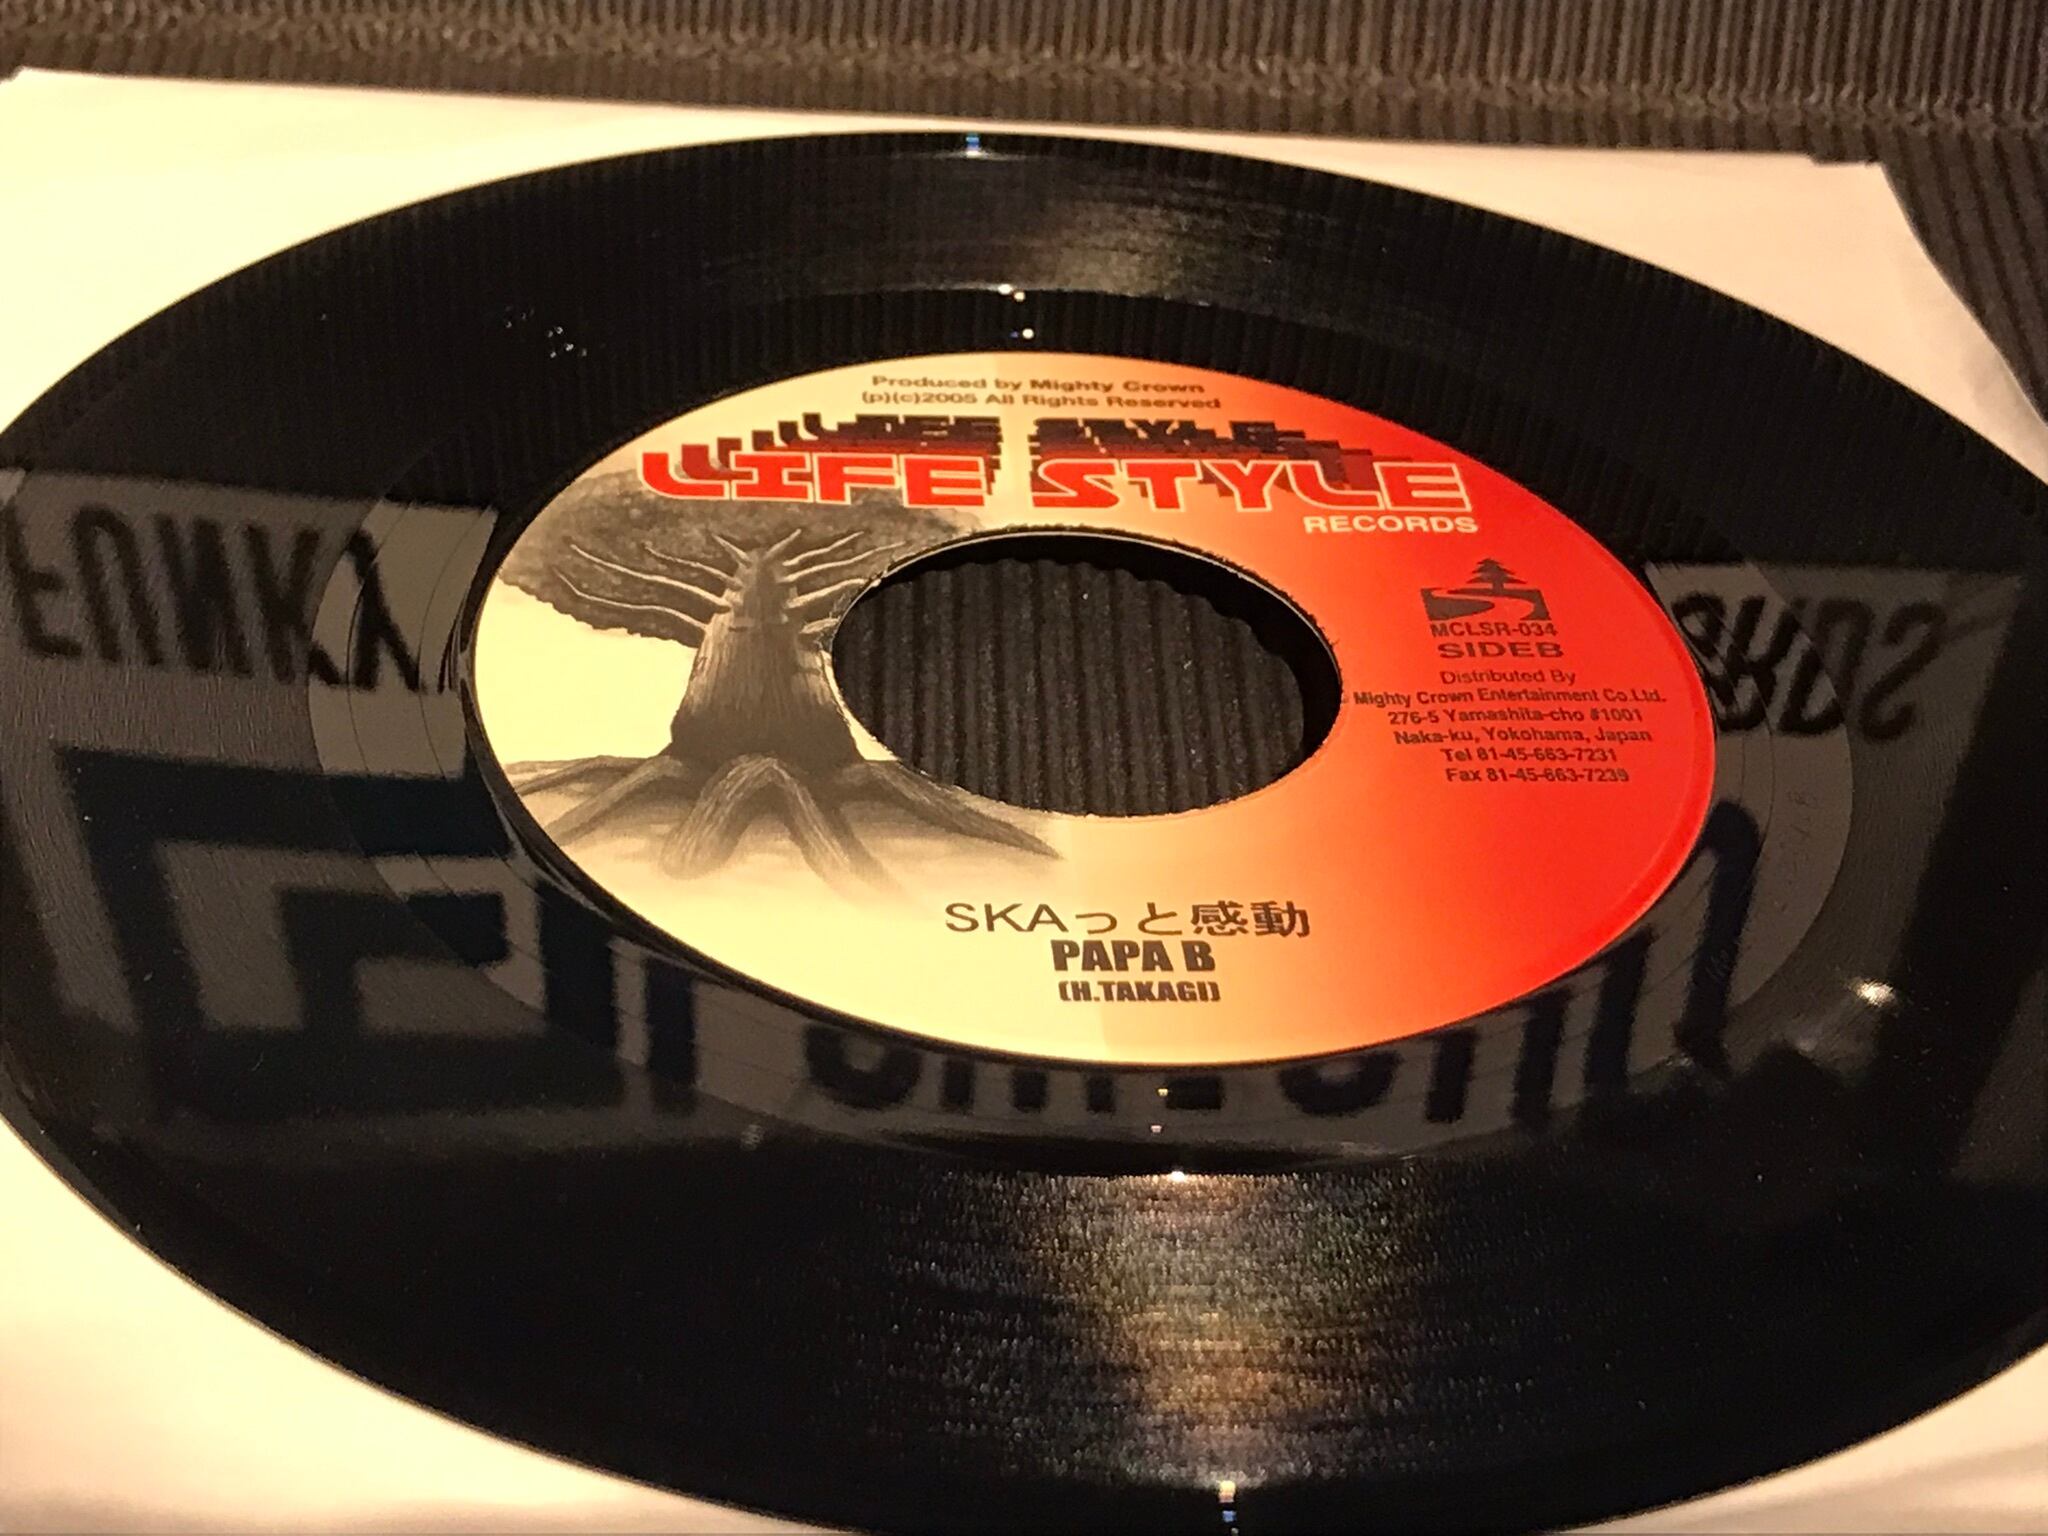 Produced by Mighty Crown
(p)(c)2005 All Rights Reserved
LIFE STYLE
RECORDS
MCLSR-034
SIDEB
Distributed By
Mighty Crown Entertainment Co.Ltd.
276-5 Yamashita-cho #1001
Naka-ku, Yokohama, Japan
Tel 81-45-663-7231
Fax 81-45-663-7239
SKAっと感動
PAPA B
(H.TAKAGI)